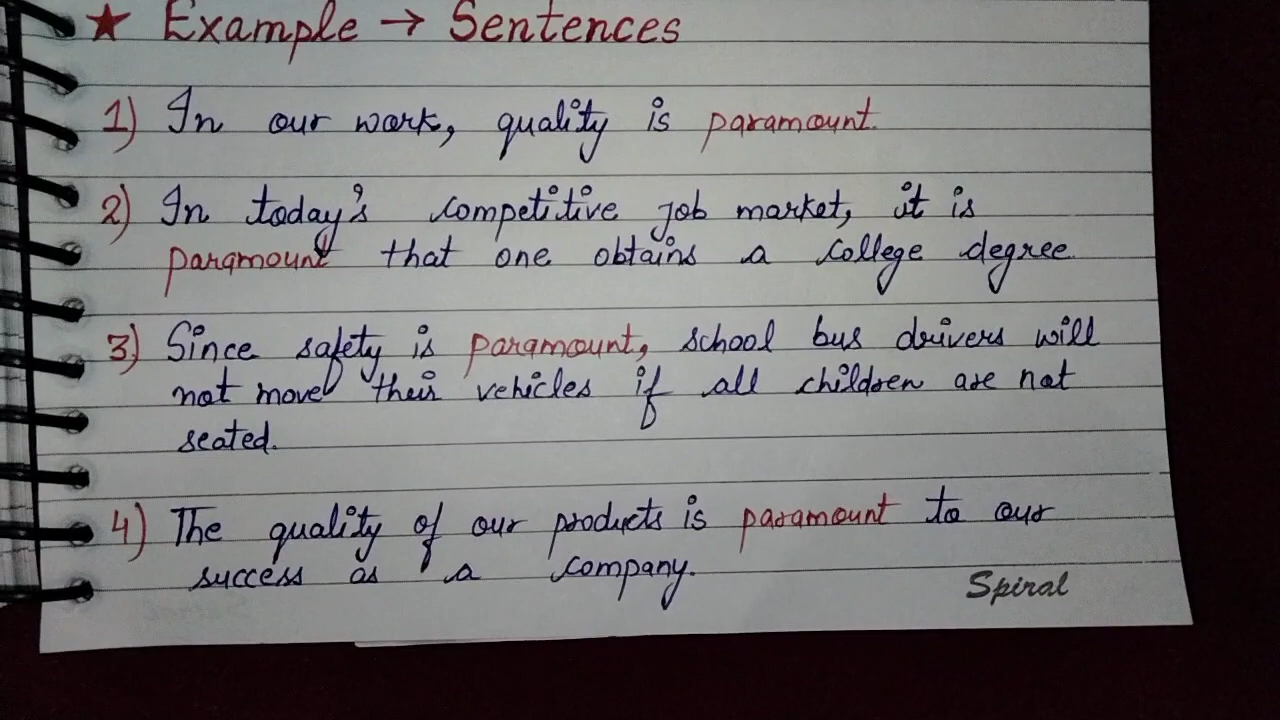 ★ Example → Sentences
1) In our work, quality is paramount.
2) In today's competitive job market, it is
paramount that one obtains a college degree.
3) Since safety is paramount, school bus drivers will
not move their vehicles if all children are not
seated.
4) The quality of our products is paramount to our
success as a company.
Spiral